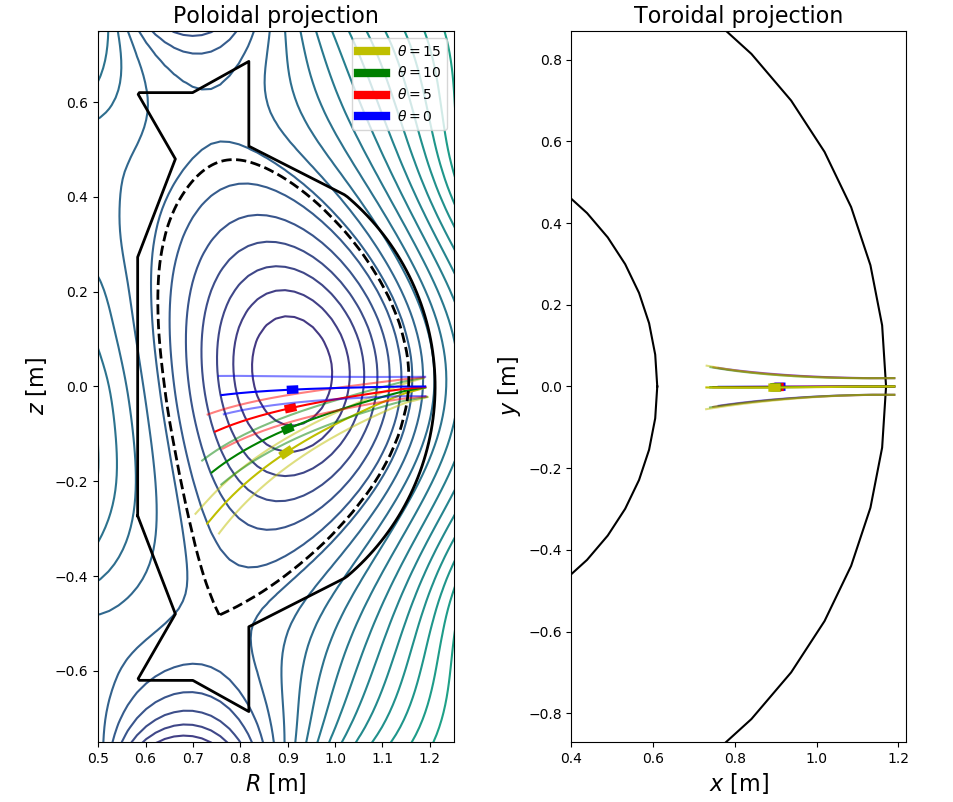 Poloidal projection
θ = 15
θ = 10
θ = 5
θ = 0
0.6
0.4
0.2
0.0
−0.2
−0.4
−0.6
z [m]
0.5 0.6 0.7 0.8 0.9 1.0 1.1 1.2
R [m]
Toroidal projection
0.8
0.6
0.4
0.2
0.0
−0.2
−0.4
−0.6
−0.8
y [m]
0.4 0.6 0.8 1.0 1.2
x [m]